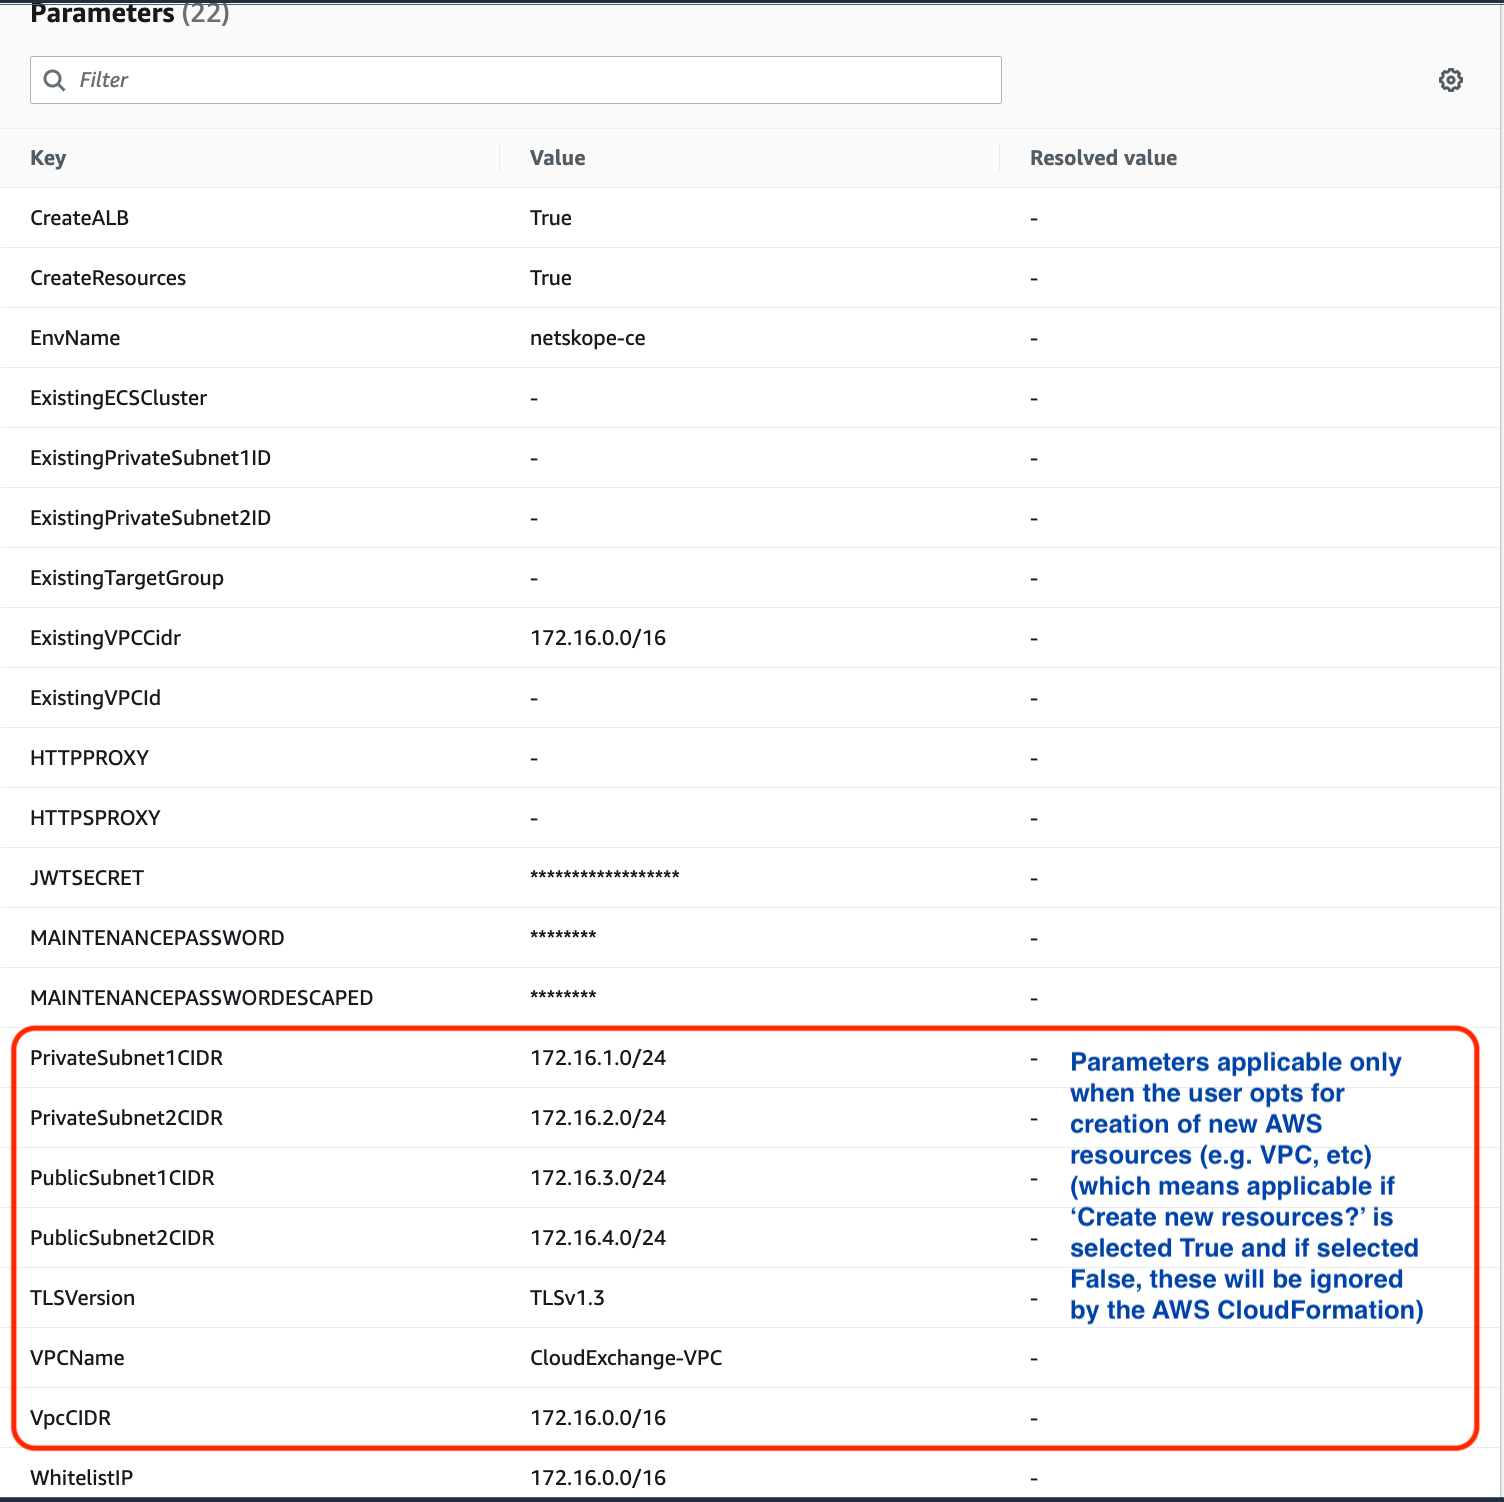 Parameters (22)
Filter
Key Value Resolved value
CreateALB True -
CreateResources True -
EnvName netskope-ce -
ExistingECSCluster - -
ExistingPrivateSubnet1ID - -
ExistingPrivateSubnet2ID - -
ExistingTargetGroup - -
ExistingVPCCidr 172.16.0.0/16 -
ExistingVPCId - -
HTTPPROXY - -
HTTPSPROXY - -
JWTSECRET ****************** -
MAINTENANCEPASSWORD ******** -
MAINTENANCEPASSWORDESCAPED ******** -
PrivateSubnet1CIDR 172.16.1.0/24 -
PrivateSubnet2CIDR 172.16.2.0/24 -
PublicSubnet1CIDR 172.16.3.0/24 -
PublicSubnet2CIDR 172.16.4.0/24 -
TLSVersion TLSv1.3 -
VPCName CloudExchange-VPC -
VpcCIDR 172.16.0.0/16 -
Parameters applicable only
when the user opts for
creation of new AWS
resources (e.g. VPC, etc)
(which means applicable if
‘Create new resources?’ is
selected True and if selected
False, these will be ignored
by the AWS CloudFormation)
WhitelistIP 172.16.0.0/16 -